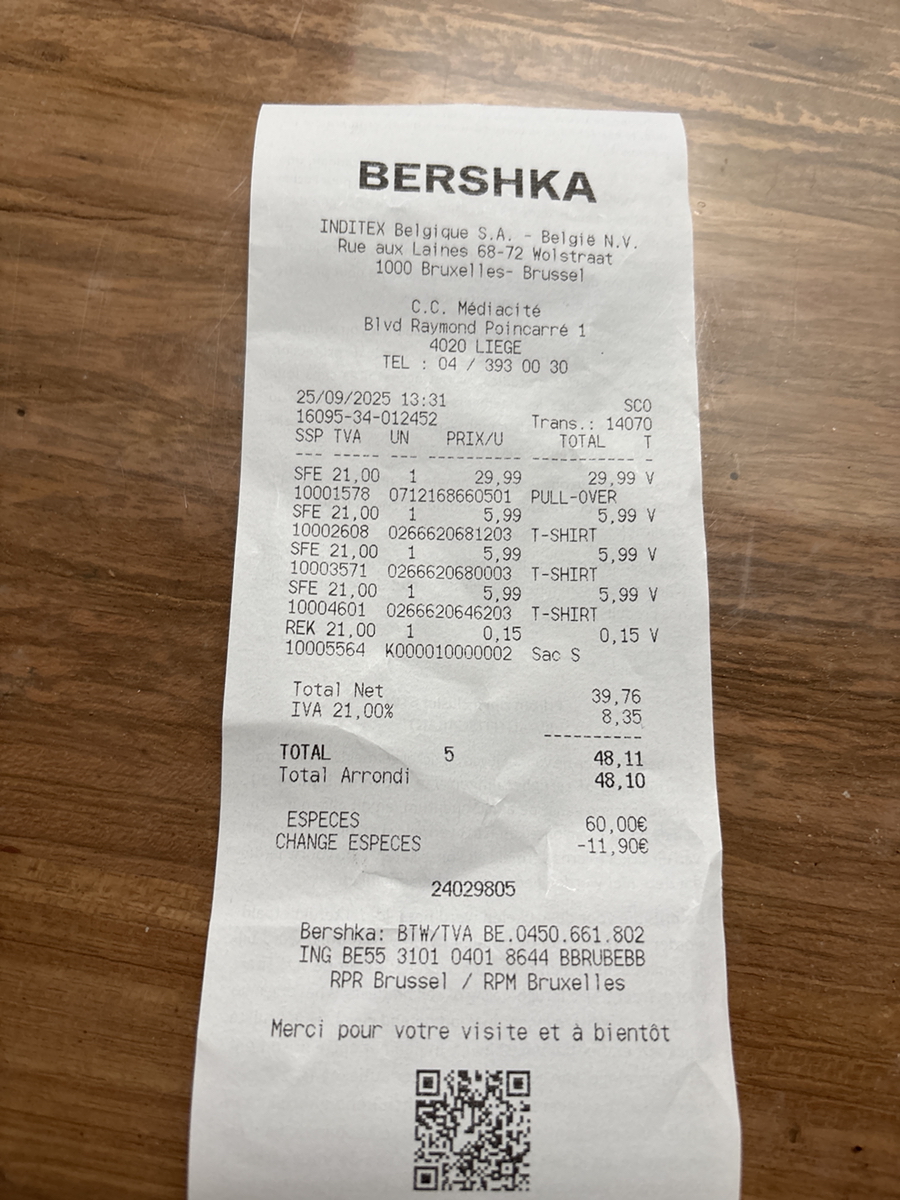 BERSHKA
INDITEX Belgique S.A. - België N.V.
Rue aux Laines 68-72 Wolstraat
1000 Bruxelles- Brussel
C.C. Médiacité
Blvd Raymond Poincarré 1
4020 LIEGE
TEL : 04 / 393 00 30
25/09/2025 13:31 SCO
16095-34-012452 Trans.: 14070
SSP TVA UN PRIX/U TOTAL T
--- ----- --- ---------- ----------- -
SFE 21,00 1 29,99 29,99 V
10001578 0712168660501 PULL-OVER
SFE 21,00 1 5,99 5,99 V
10002608 0266620681203 T-SHIRT
SFE 21,00 1 5,99 5,99 V
10003571 0266620680003 T-SHIRT
SFE 21,00 1 5,99 5,99 V
10004601 0266620646203 T-SHIRT
REK 21,00 1 0,15 0,15 V
10005564 K000010000002 Sac S
Total Net 39,76
IVA 21,00% 8,35
----------
TOTAL 5 48,11
Total Arrondi 48,10
ESPECES 60,00€
CHANGE ESPECES -11,90€
24029805
Bershka: BTW/TVA BE.0450.661.802
ING BE55 3101 0401 8644 BBRUBEBB
RPR Brussel / RPM Bruxelles
Merci pour votre visite et à bientôt